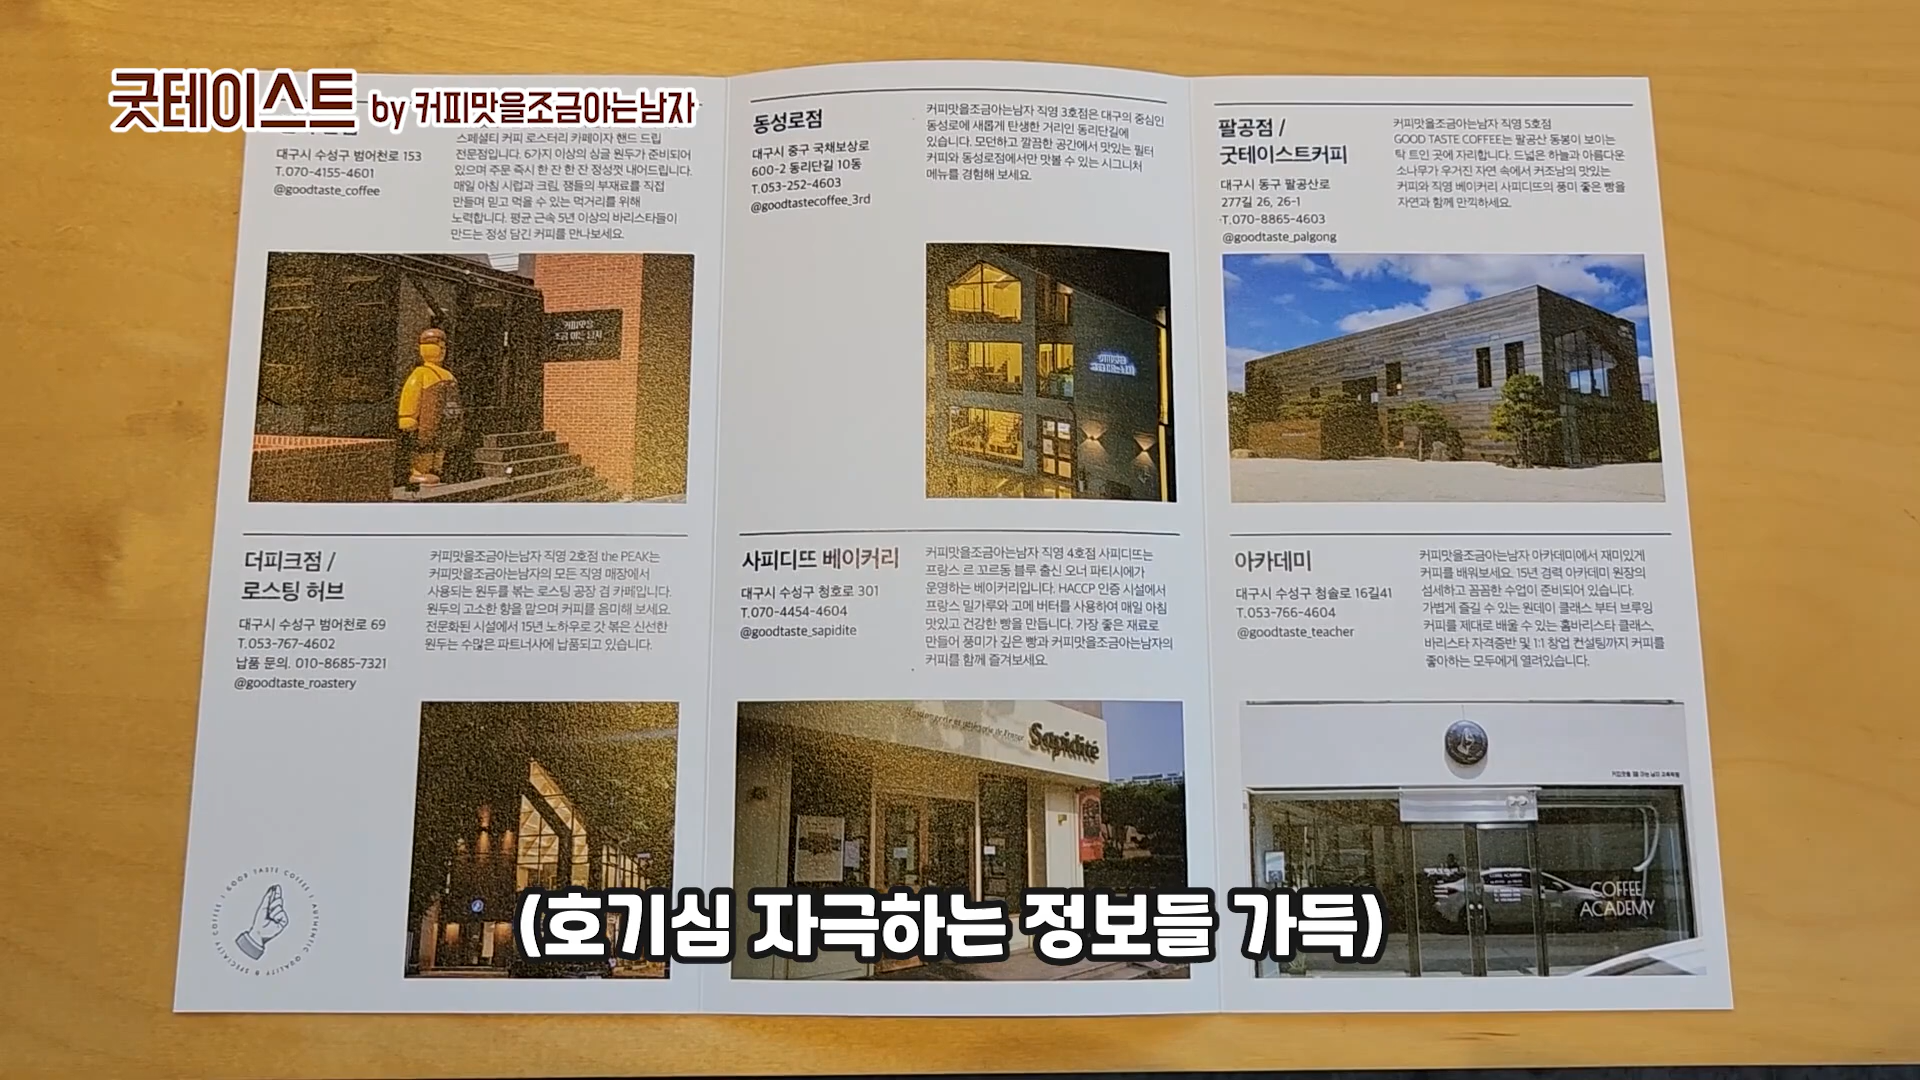 굿테이스트 by 커피맛을조금아는남자
대구시 수성구 범어천로 153
T.070-4155-4601
@goodtaste_coffee
스페셜티 커피 로스터리 카페이자 핸드 드립
전문점입니다. 6가지 이상의 싱글 원두가 준비되어
있으며 주문 즉시 한 잔 한 잔 정성껏 내어드립니다.
매일 아침 시럽과 크림, 잼들의 부재료를 직접
만들며 믿고 먹을 수 있는 먹거리를 위해
노력합니다. 평균 근속 5년 이상의 바리스타들이
만드는 정성 담긴 커피를 만나보세요.
커피맛을
조금 아는 남자
더피크점 /
로스팅 허브
대구시 수성구 범어천로 69
T.053-767-4602
납품 문의. 010-8685-7321
@goodtaste_roastery
커피맛을조금아는남자 직영 2호점 the PEAK는
커피맛을조금아는남자의 모든 직영 매장에서
사용되는 원두를 볶는 로스팅 공장 겸 카페입니다.
원두의 고소한 향을 맡으며 커피를 음미해 보세요.
전문화된 시설에서 15년 노하우로 갓 볶은 신선한
원두는 수많은 파트너사에 납품되고 있습니다.
GOOD TASTE COFFEE | AUTHENTIC QUALITY & SPECIALITY COFFEE |
동성로점
대구시 중구 국채보상로
600-2 동리단길 10동
T.053-252-4603
@goodtastecoffee_3rd
커피맛을조금아는남자 직영 3호점은 대구의 중심인
동성로에 새롭게 탄생한 거리인 동리단길에
있습니다. 모던하고 깔끔한 공간에서 맛있는 필터
커피와 동성로점에서만 맛볼 수 있는 시그니처
메뉴를 경험해 보세요.
커피맛을
조금 아는남자
사피디뜨 베이커리
대구시 수성구 청호로 301
T.070-4454-4604
@goodtaste_sapidite
커피맛을조금아는남자 직영 4호점 사피디뜨는
프랑스 르 꼬르동 블루 출신 오너 파티시에가
운영하는 베이커리입니다. HACCP 인증 시설에서
프랑스 밀가루와 고메 버터를 사용하여 매일 아침
맛있고 건강한 빵을 만듭니다. 가장 좋은 재료로
만들어 풍미가 깊은 빵과 커피맛을조금아는남자의
커피를 함께 즐겨보세요.
Sapidité
팔공점 /
굿테이스트커피
대구시 동구 팔공산로
277길 26, 26-1
T.070-8865-4603
@goodtaste_palgong
커피맛을조금아는남자 직영 5호점
GOOD TASTE COFFEE는 팔공산 동봉이 보이는
탁 트인 곳에 자리합니다. 드넓은 하늘과 아름다운
소나무가 우거진 자연 속에서 커조남의 맛있는
커피와 직영 베이커리 사피디뜨의 풍미 좋은 빵을
자연과 함께 만끽하세요.
아카데미
대구시 수성구 청솔로 16길41
T.053-766-4604
@goodtaste_teacher
커피맛을조금아는남자 아카데미에서 재미있게
커피를 배워보세요. 15년 경력 아카데미 원장의
섬세하고 꼼꼼한 수업이 준비되어 있습니다.
가볍게 즐길 수 있는 원데이 클래스 부터 브루잉
커피를 제대로 배울 수 있는 홈바리스타 클래스,
바리스타 자격증반 및 1:1 창업 컨설팅까지 커피를
좋아하는 모두에게 열려있습니다.
COFFEE
ACADEMY
(호기심 자극하는 정보들 가득)